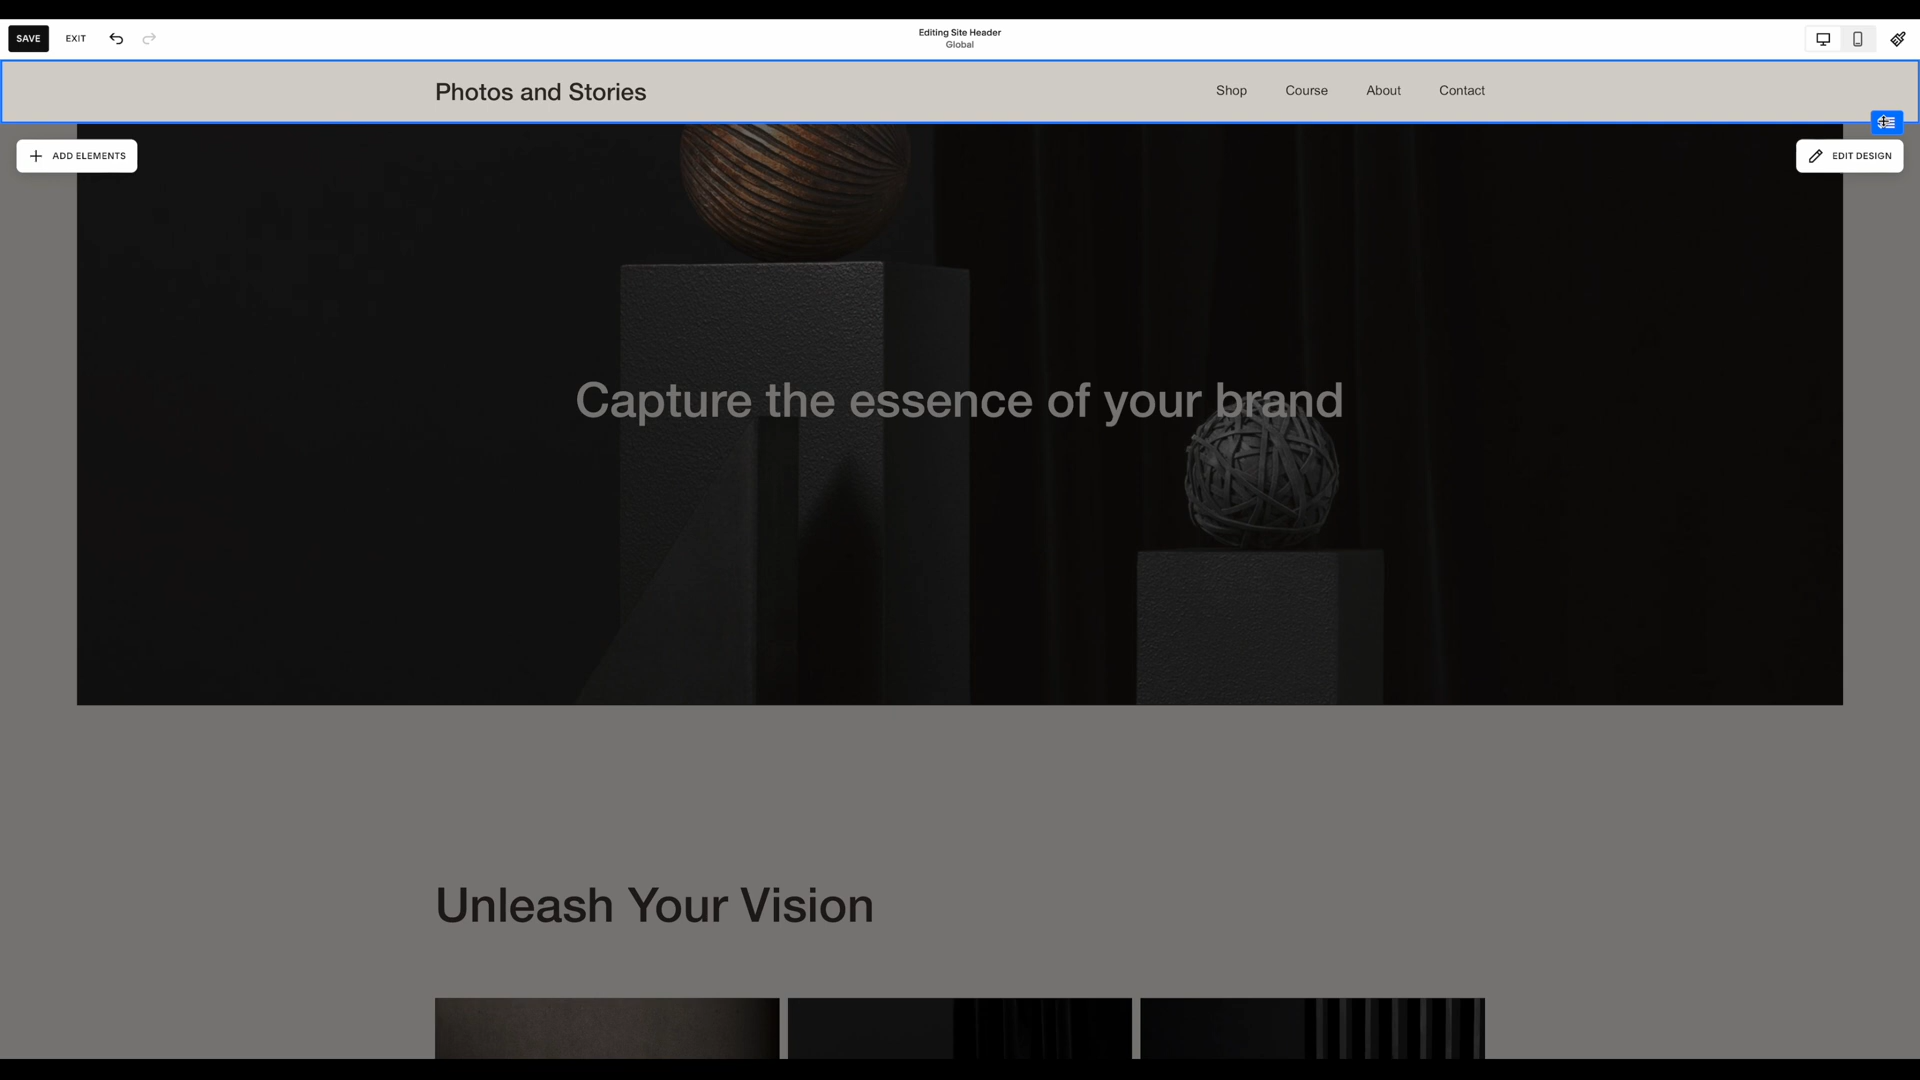 SAVE
EXIT
Editing Site Header
Global
Photos and Stories
Shop
Course
About
Contact
ADD ELEMENTS
EDIT DESIGN
Capture the essence of your brand
Unleash Your Vision